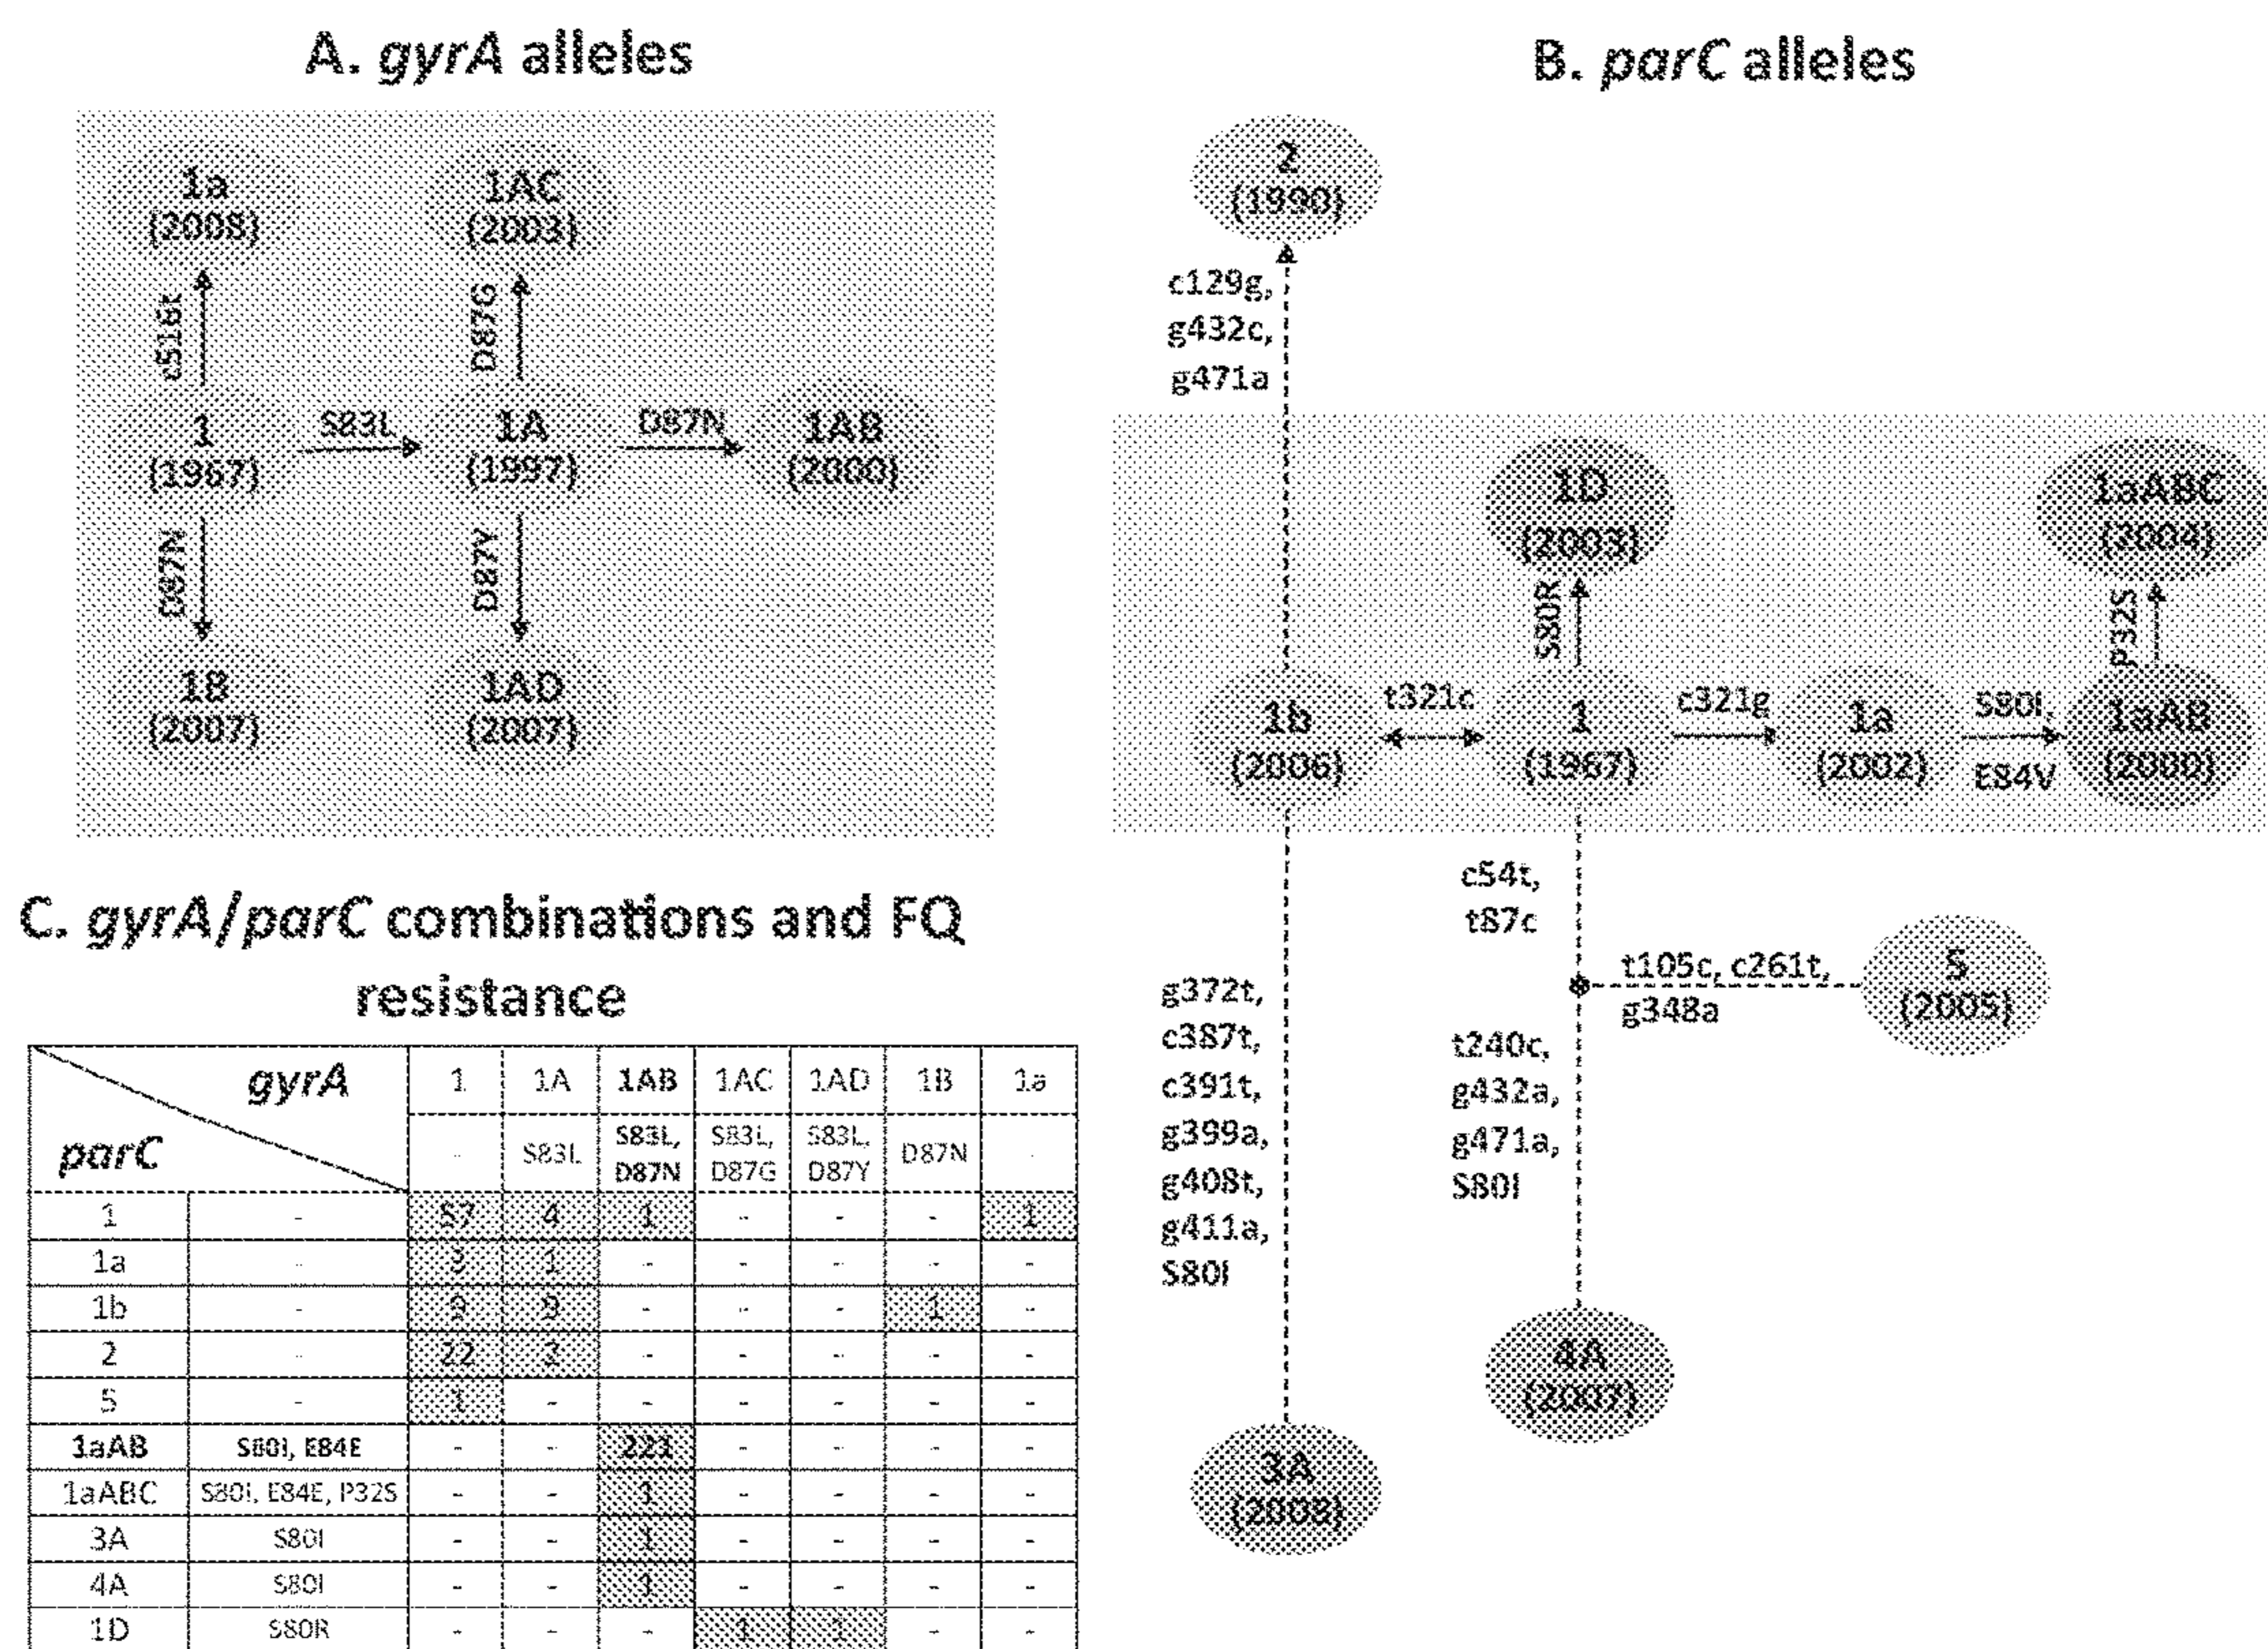 A. gyrA alleles
1a
(2008)
1AC
(2003)
c516t
D87G
1
(1967)
S83L
1A
(1997)
D87N
1AB
(2000)
D87N
D87Y
1B
(2007)
1AD
(2007)
B. parC alleles
2
(1990)
c129g,
g432c,
g471a
1D
(2003)
1aABC
(2004)
S80R
P32S
1b
(2006)
t321c
1
(1967)
c321g
1a
(2002)
S80I,
E84V
1aAB
(2000)
c54t,
t87c
t105c, c261t,
g348a
5
(2005)
g372t,
c387t,
c391t,
g399a,
g408t,
g411a,
S80I
t240c,
g432a,
g471a,
S80I
4A
(2007)
3A
(2008)
C. gyrA/parC combinations and FQ
resistance
gyrA 1 1A 1AB 1AC 1AD 1B 1a
parC - S83L S83L, D87N S83L, D87G S83L, D87Y D87N -
1 - 57 4 1 - - - 1
1a - 3 1 - - - - -
1b - 9 9 - - - 1 -
2 - 22 - - - - -
5 - 1 - - - - - -
1aAB S80I, E84E - - - - - -
1aABC S80I, E84E, P32S - - 1 - - - -
3A S80I - - 1 - - - -
4A S80I - - 1 - - - -
1D S80R - - - 1 1 - -